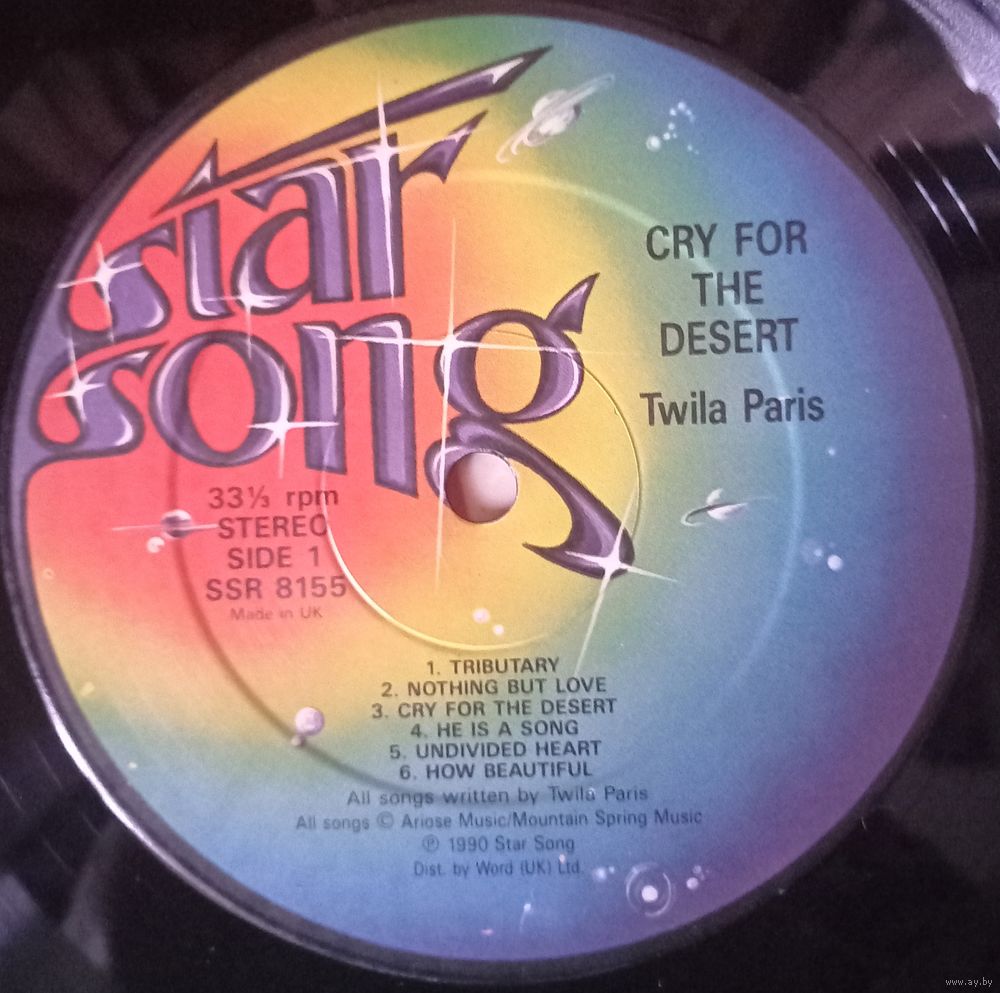 star
song
CRY FOR
THE
DESERT
Twila Paris
33⅓ rpm
STEREO
SIDE 1
SSR 8155
Made in UK
1. TRIBUTARY
2. NOTHING BUT LOVE
3. CRY FOR THE DESERT
4. HE IS A SONG
5. UNDIVIDED HEART
6. HOW BEAUTIFUL
All songs written by Twila Paris
All songs © Ariose Music/Mountain Spring Music
℗ 1990 Star Song
Dist. by Word (UK) Ltd.
www.ay.by